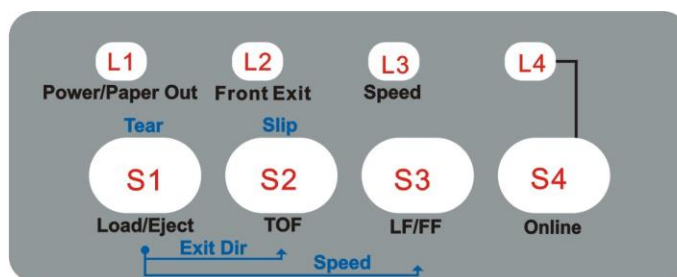 L1 L2 L3 L4
Power/Paper Out Front Exit Speed
Tear Slip
S1 S2 S3 S4
Load/Eject TOF LF/FF Online
Exit Dir
Speed